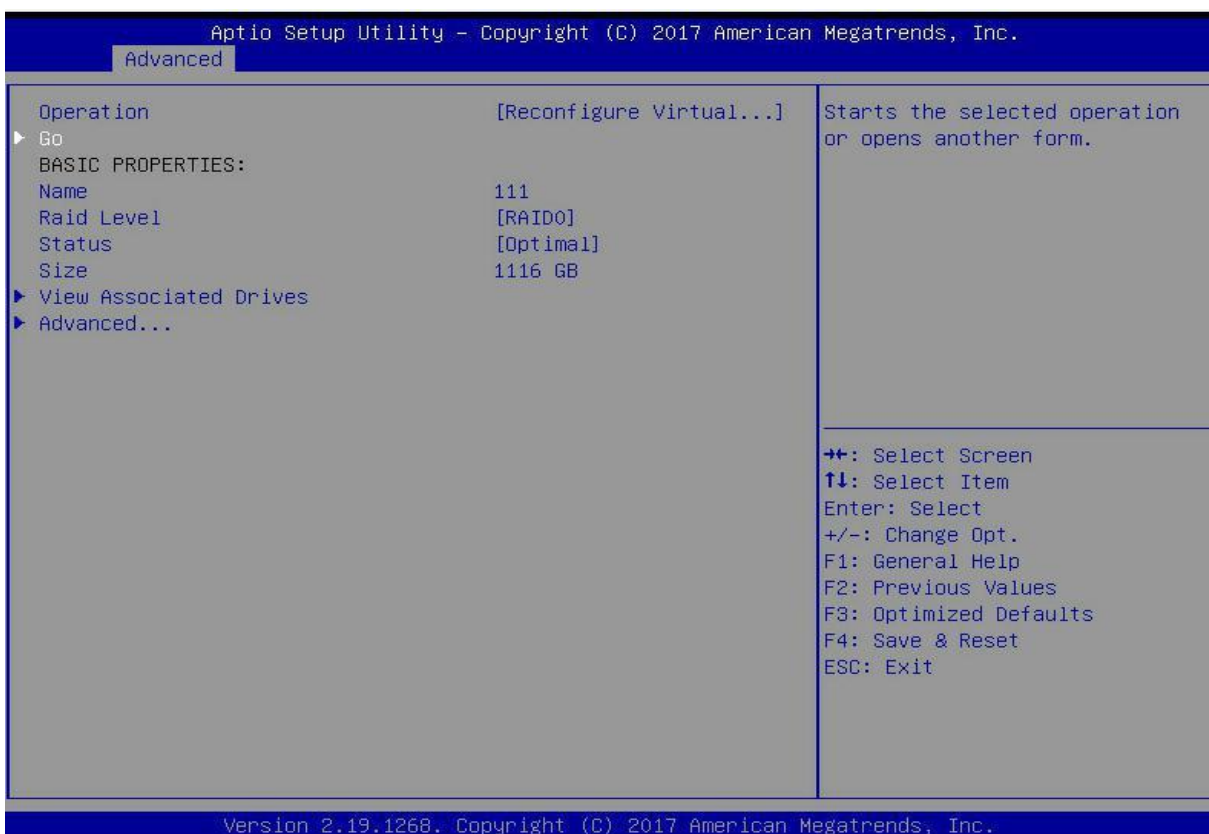 Aptio Setup Utility – Copyright (C) 2017 American Megatrends, Inc.
Advanced
Operation [Reconfigure Virtual...]
Go
BASIC PROPERTIES:
Name 111
Raid Level [RAID0]
Status [Optimal]
Size 1116 GB
View Associated Drives
Advanced...
Starts the selected operation
or opens another form.
→←: Select Screen
↑↓: Select Item
Enter: Select
+/-: Change Opt.
F1: General Help
F2: Previous Values
F3: Optimized Defaults
F4: Save & Reset
ESC: Exit
Version 2.19.1268. Copyright (C) 2017 American Megatrends, Inc.